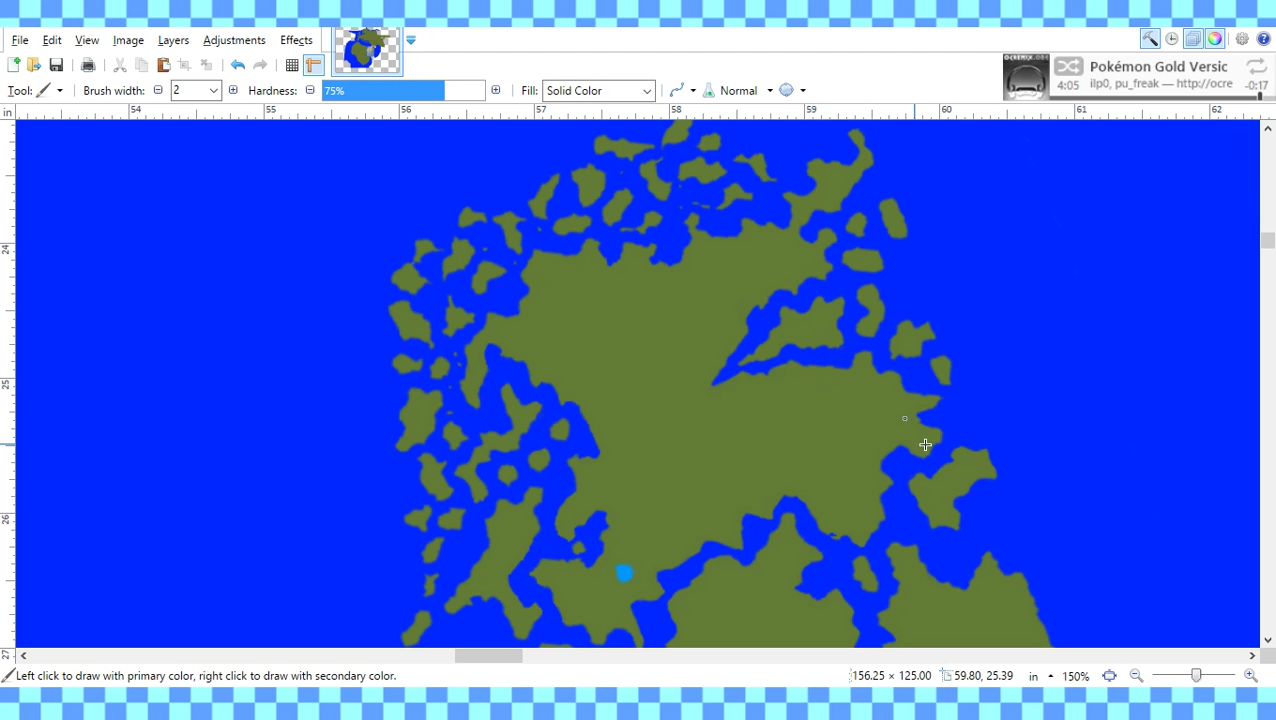 File Edit View Image Layers Adjustments Effects
Pokémon Gold Versic
4:05 ilp0, pu_freak — http://ocre -0:17
Tool: Brush width: 2 Hardness: 75% Fill: Solid Color Normal
in 54 55 56 57 58 59 60 61 62
24
25
26
27
Left click to draw with primary color, right click to draw with secondary color. 156.25 × 125.00 59.80, 25.39 in 150%